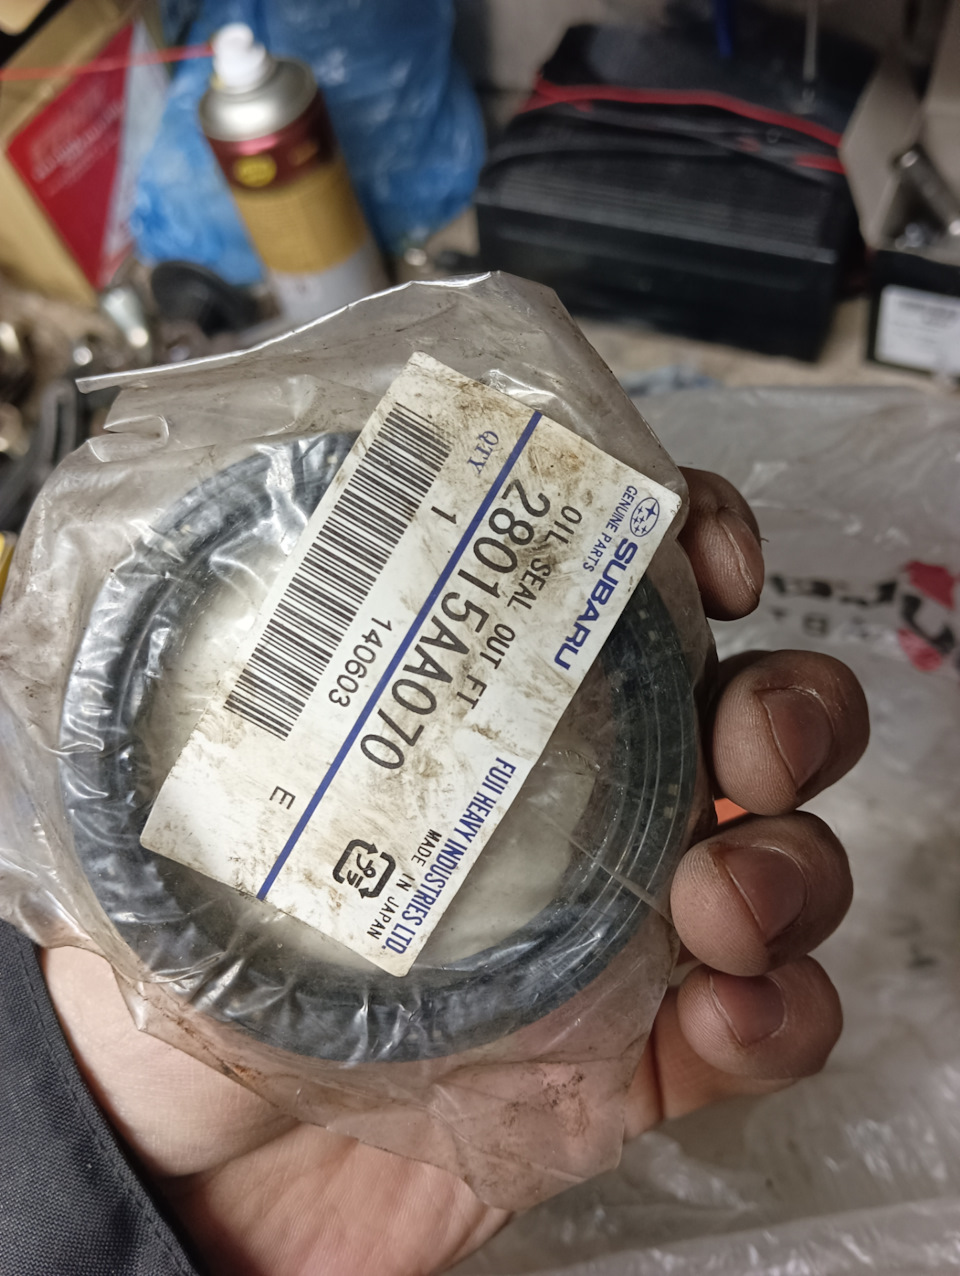 SUBARU
GENUINE PARTS
OIL SEAL OUT FT
28015AA070
QTY 1 140603 E
FUJI HEAVY INDUSTRIES LTD.
MADE IN JAPAN